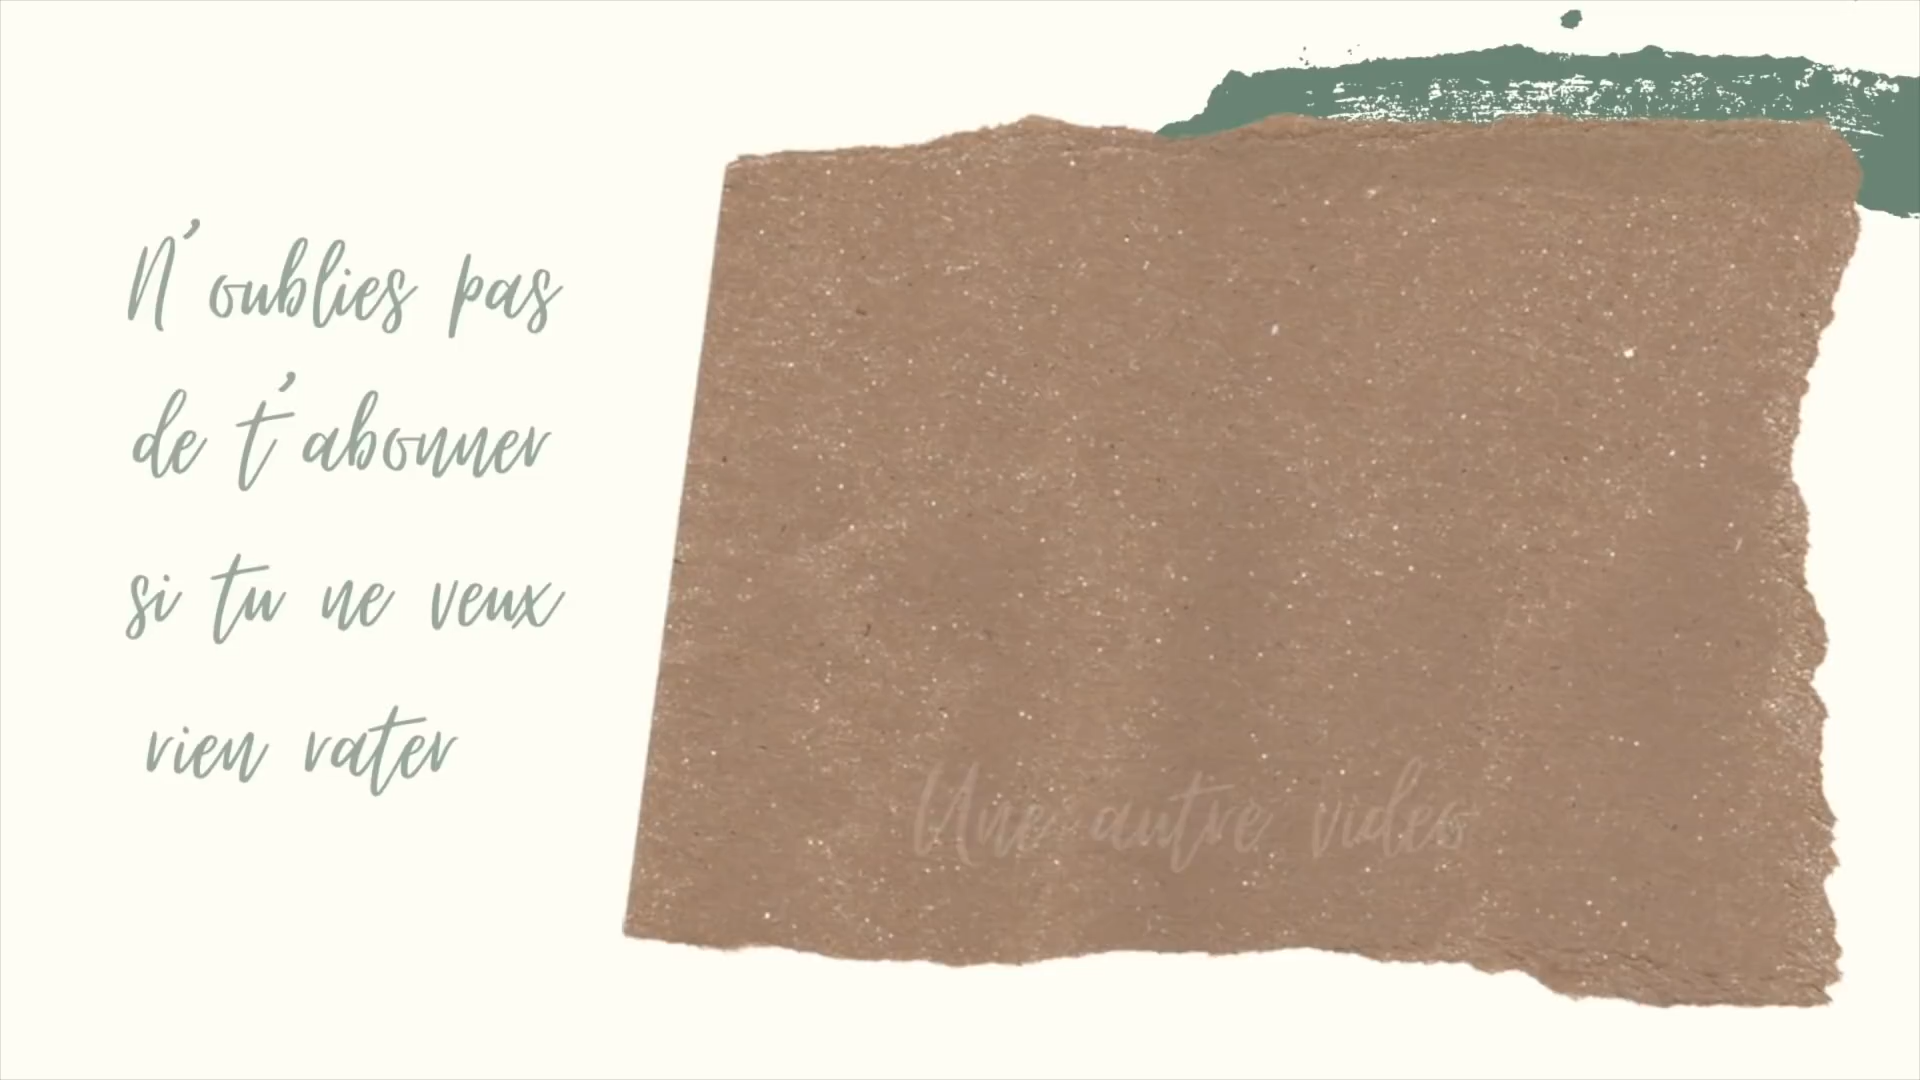 N'oublies pas
de t'abonner
si tu ne veux
rien rater
Une autre video